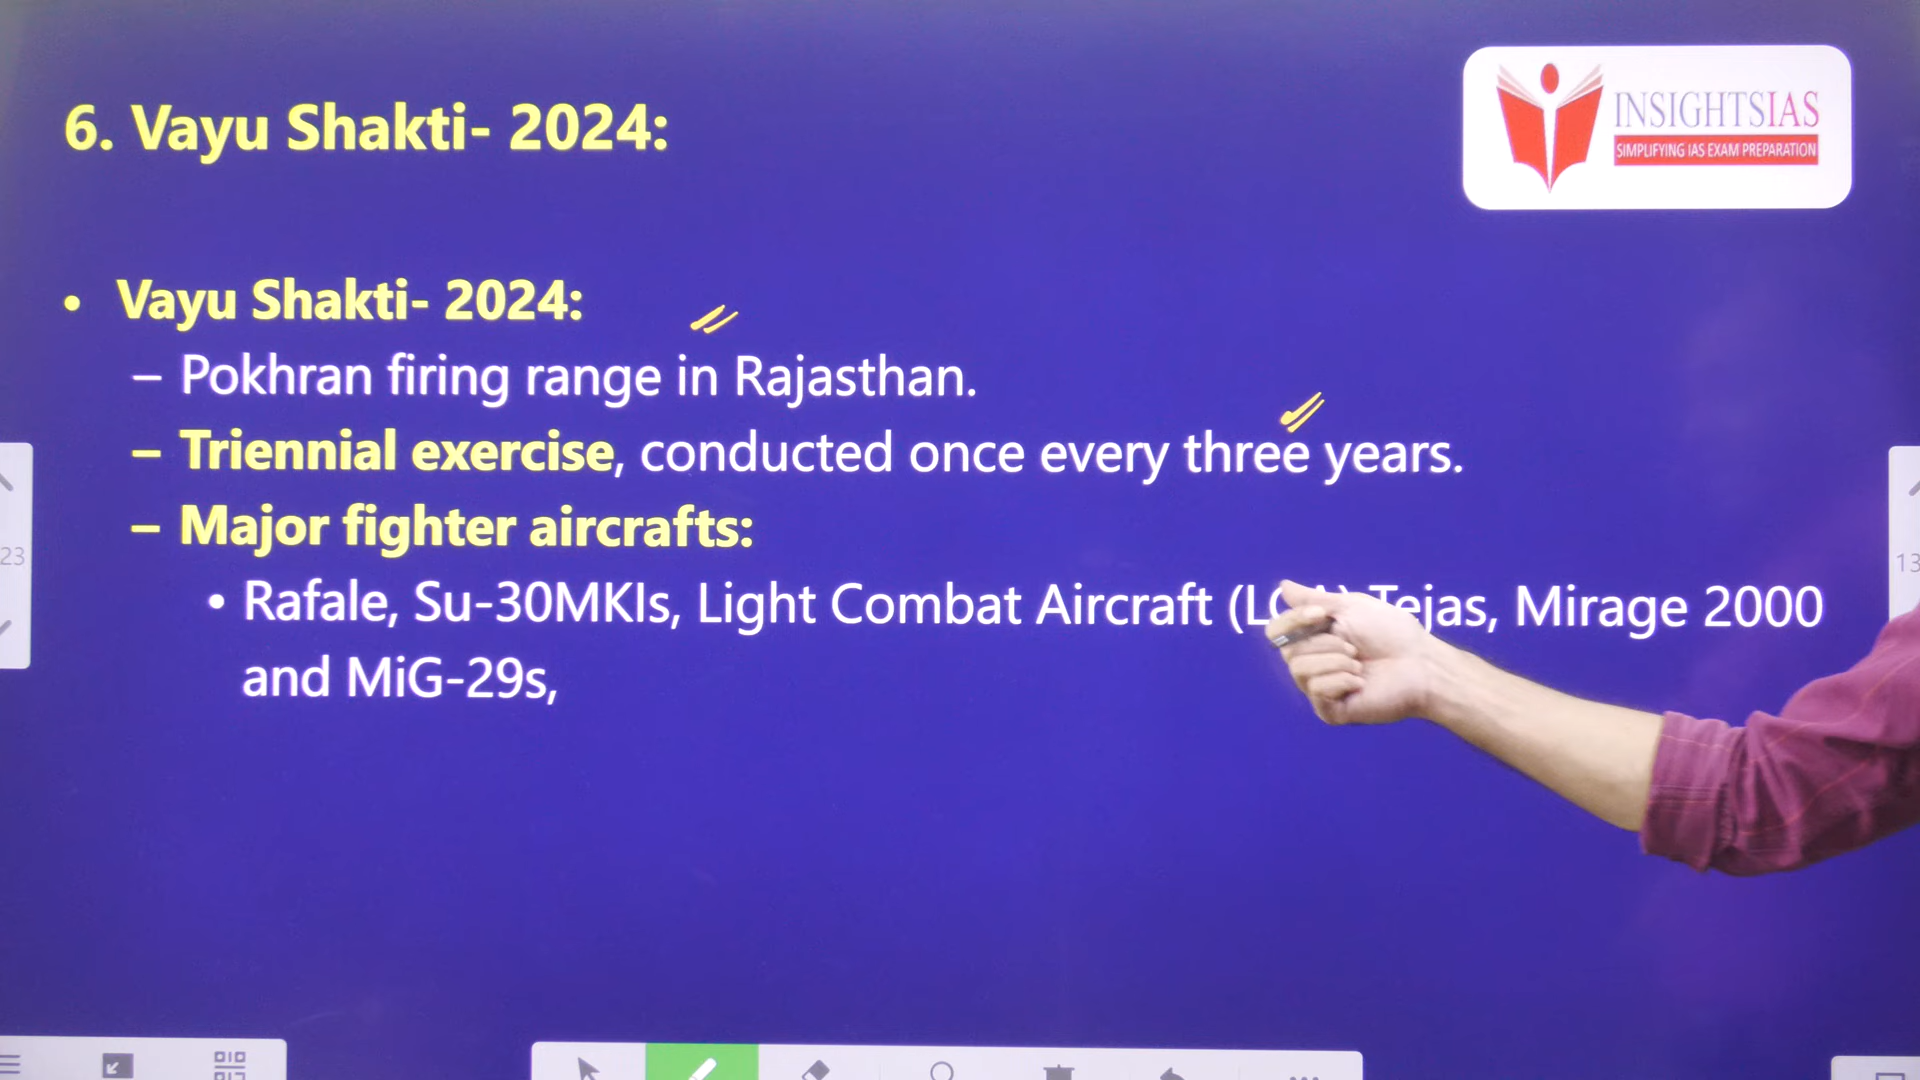 6. Vayu Shakti- 2024:
INSIGHTSIAS
SIMPLIFYING IAS EXAM PREPARATION
• Vayu Shakti- 2024:
– Pokhran firing range in Rajasthan.
– Triennial exercise, conducted once every three years.
– Major fighter aircrafts:
• Rafale, Su-30MKIs, Light Combat Aircraft (LCA) Tejas, Mirage 2000
and MiG-29s,
23
13